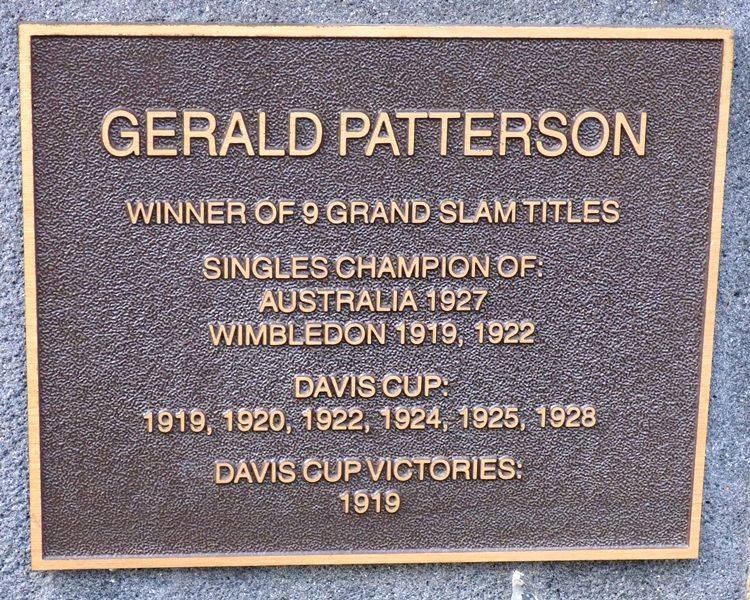 GERALD PATTERSON
WINNER OF 9 GRAND SLAM TITLES
SINGLES CHAMPION OF:
AUSTRALIA 1927
WIMBLEDON 1919, 1922
DAVIS CUP:
1919, 1920, 1922, 1924, 1925, 1928
DAVIS CUP VICTORIES:
1919